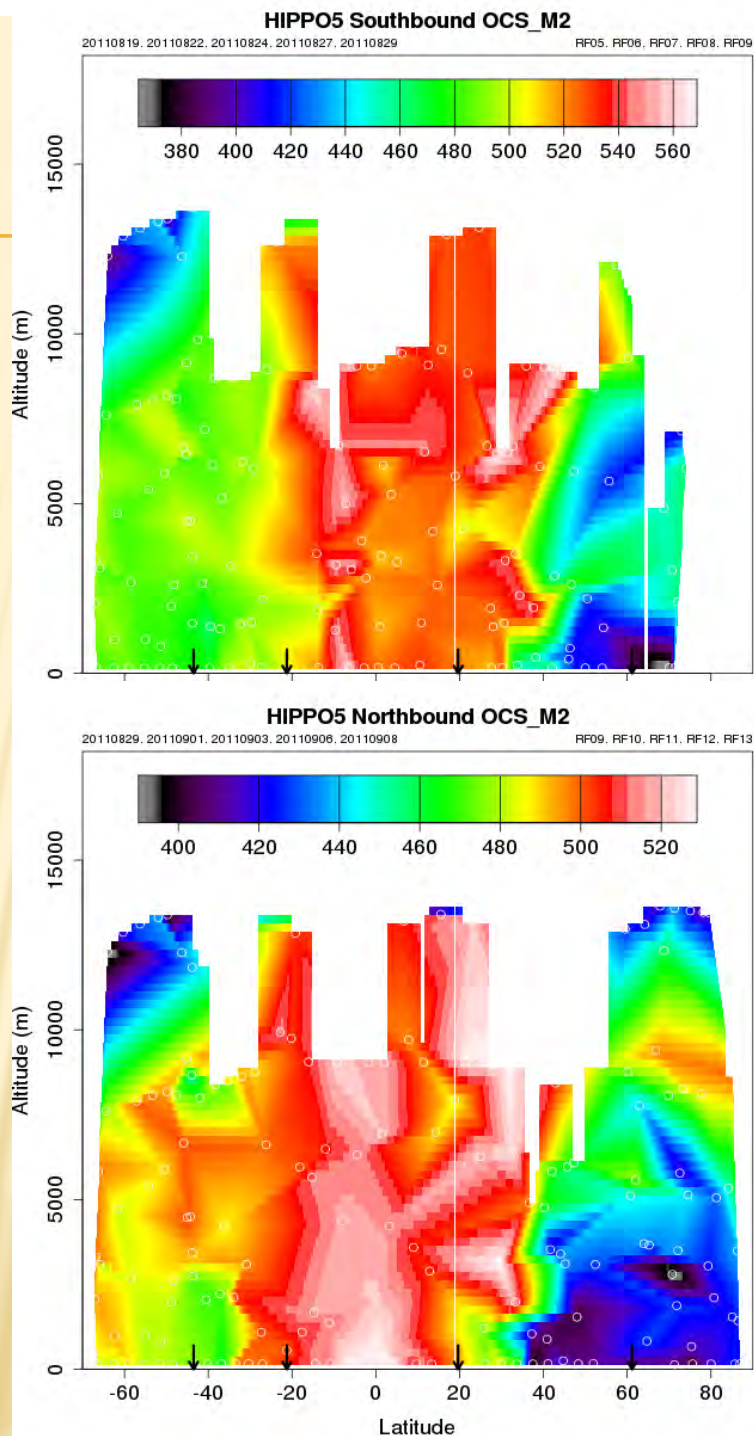 HIPPO5 Southbound OCS_M2
20110819. 20110822. 20110824. 20110827. 20110829 RF05. RF06. RF07. RF08. RF09
380 400 420 440 460 480 500 520 540 560
15000
10000
5000
0
Altitude (m)
HIPPO5 Northbound OCS_M2
20110829. 20110901. 20110903. 20110906. 20110908 RF09. RF10. RF11. RF12. RF13
400 420 440 460 480 500 520
15000
10000
5000
0
Altitude (m)
-60 -40 -20 0 20 40 60 80
Latitude